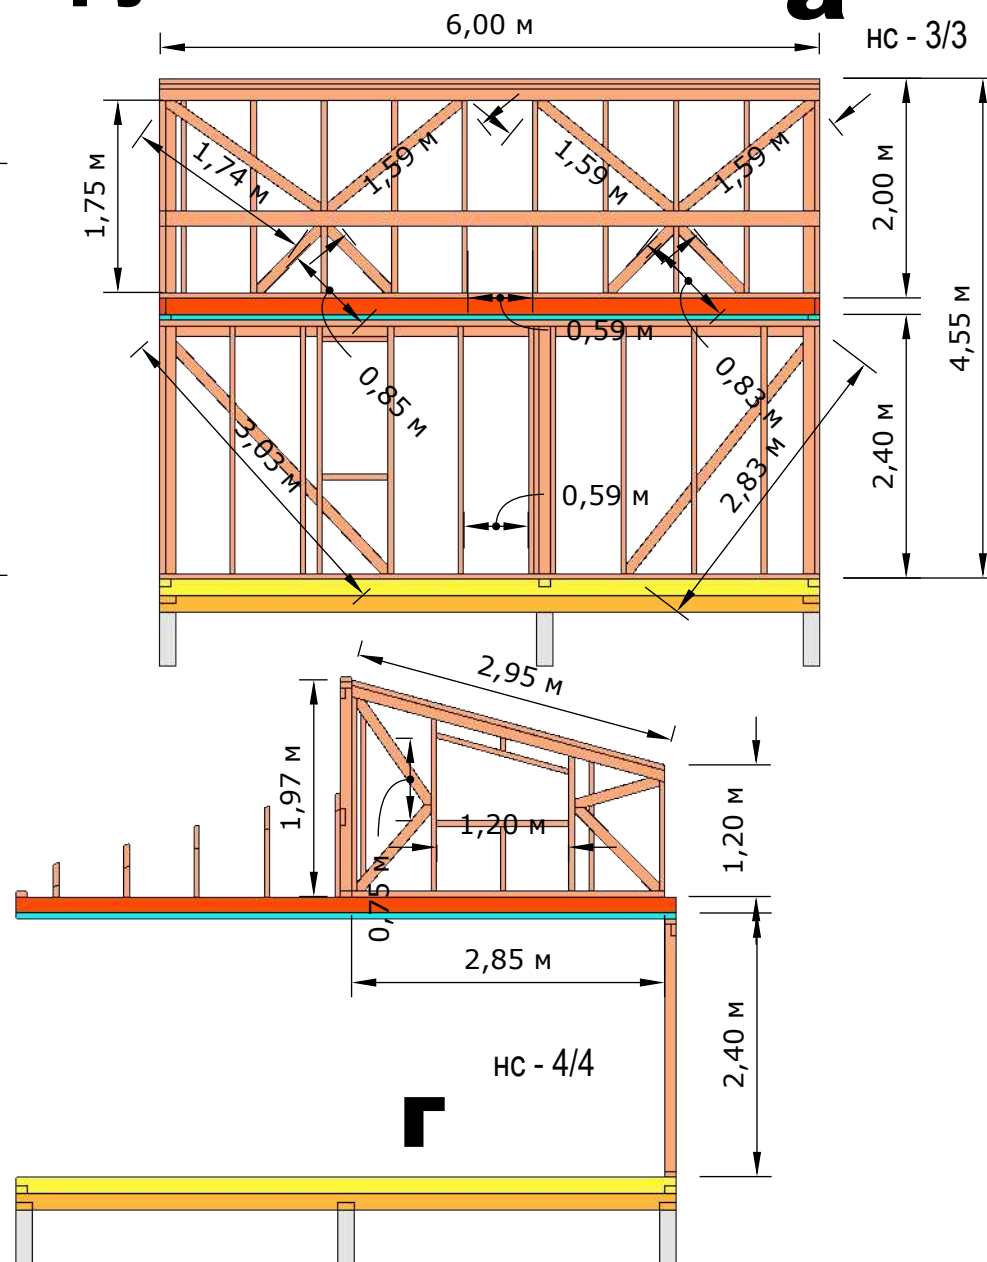 а
6,00 м
нс - 3/3
1,75 м
1,74 м
1,59 м
1,59 м
1,59 м
2,00 м
4,55 м
0,59 м
0,85 м
0,83 м
2,40 м
3,03 м
2,83 м
0,59 м
2,95 м
1,97 м
1,20 м
1,20 м
0,75 м
2,85 м
2,40 м
нс - 4/4
г